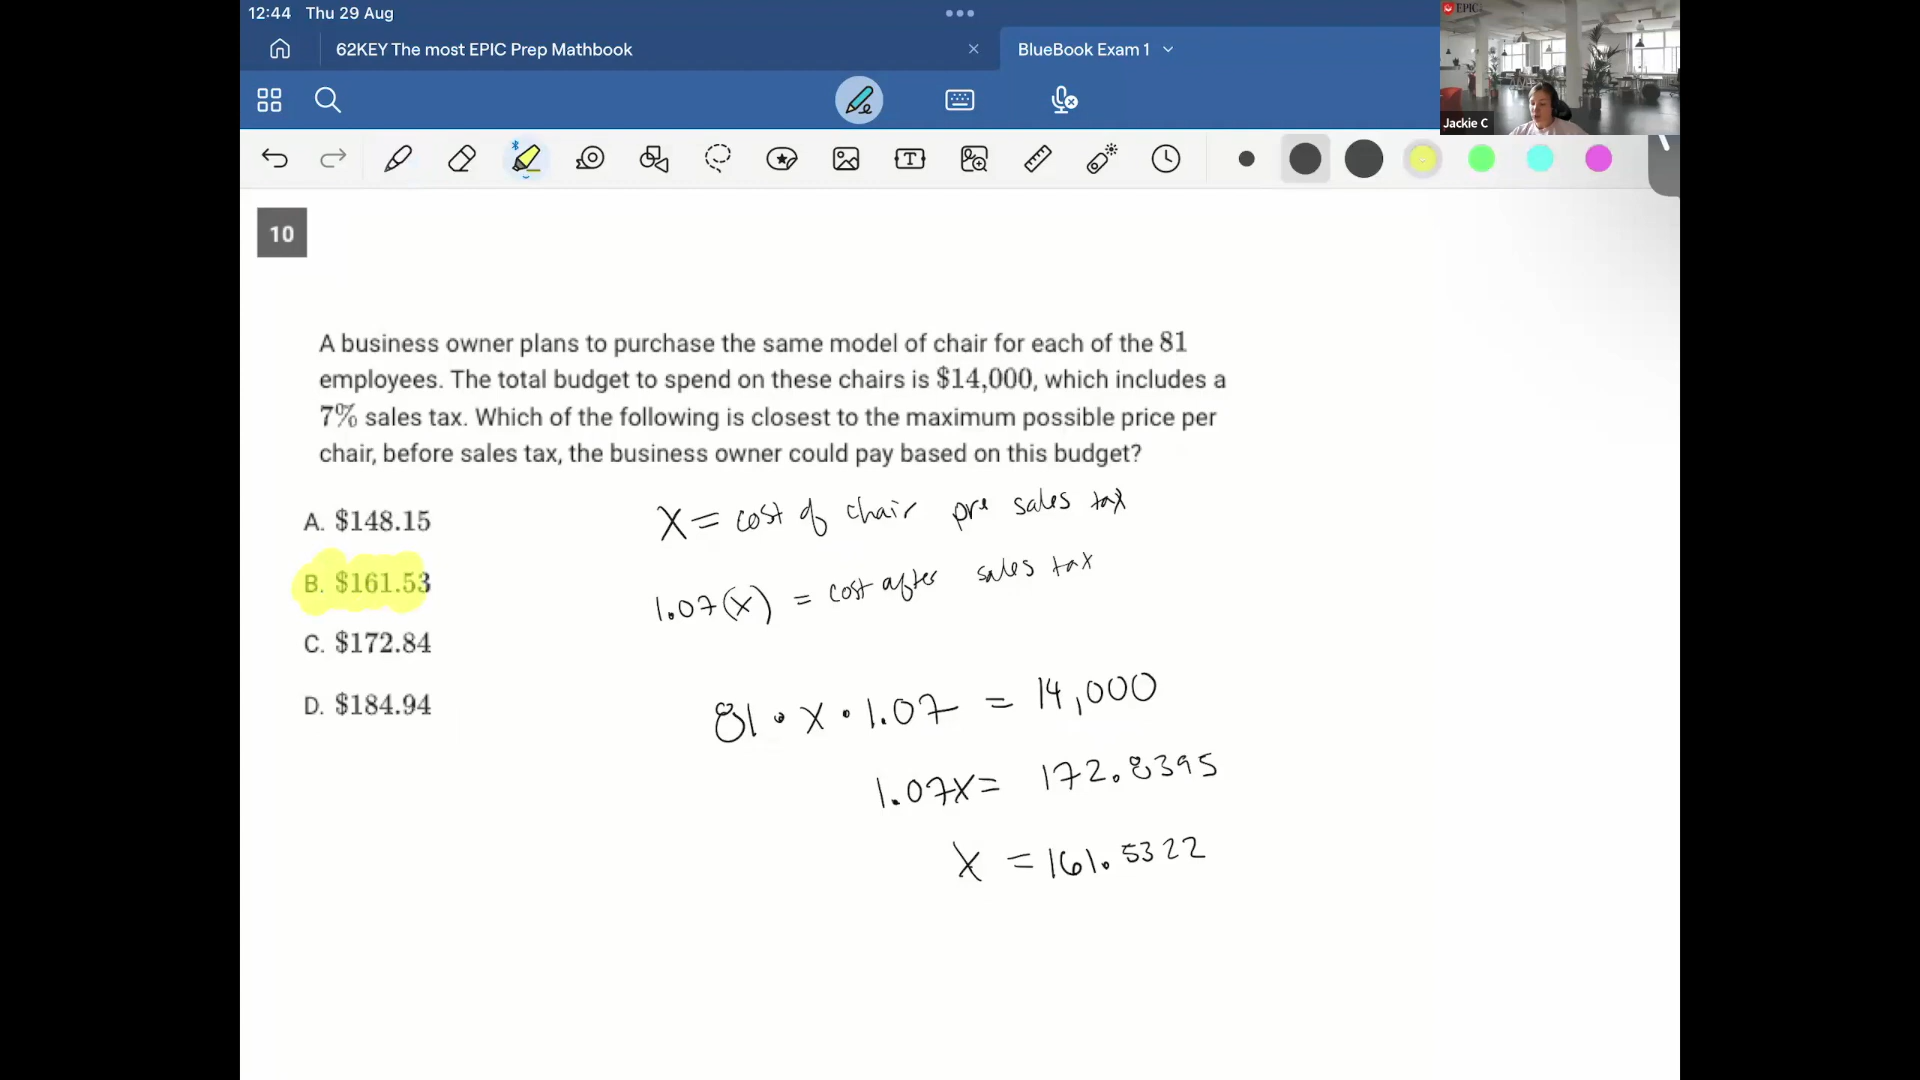 12:44 Thu 29 Aug
EPIC
62KEY The most EPIC Prep Mathbook
BlueBook Exam 1
Jackie C
10
A business owner plans to purchase the same model of chair for each of the 81
employees. The total budget to spend on these chairs is $14,000, which includes a
7% sales tax. Which of the following is closest to the maximum possible price per
chair, before sales tax, the business owner could pay based on this budget?
A. $148.15
B. $161.53
C. $172.84
D. $184.94
X = cost of chair pre sales tax
1.07(x) = cost after sales tax
81 • x • 1.07 = 14,000
1.07x = 172.8395
x = 161.5322